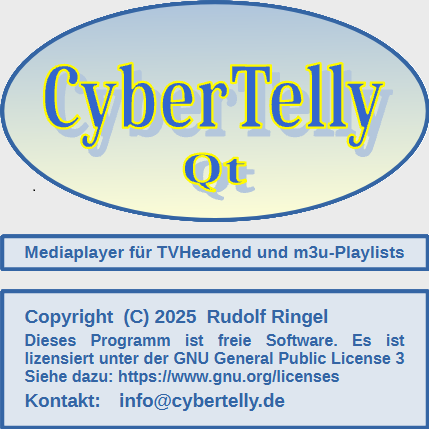 CyberTelly
Qt
Mediaplayer für TVHeadend und m3u-Playlists
Copyright (C) 2025 Rudolf Ringel
Dieses Programm ist freie Software. Es ist
lizensiert unter der GNU General Public License 3
Siehe dazu: https://www.gnu.org/licenses
Kontakt: info@cybertelly.de